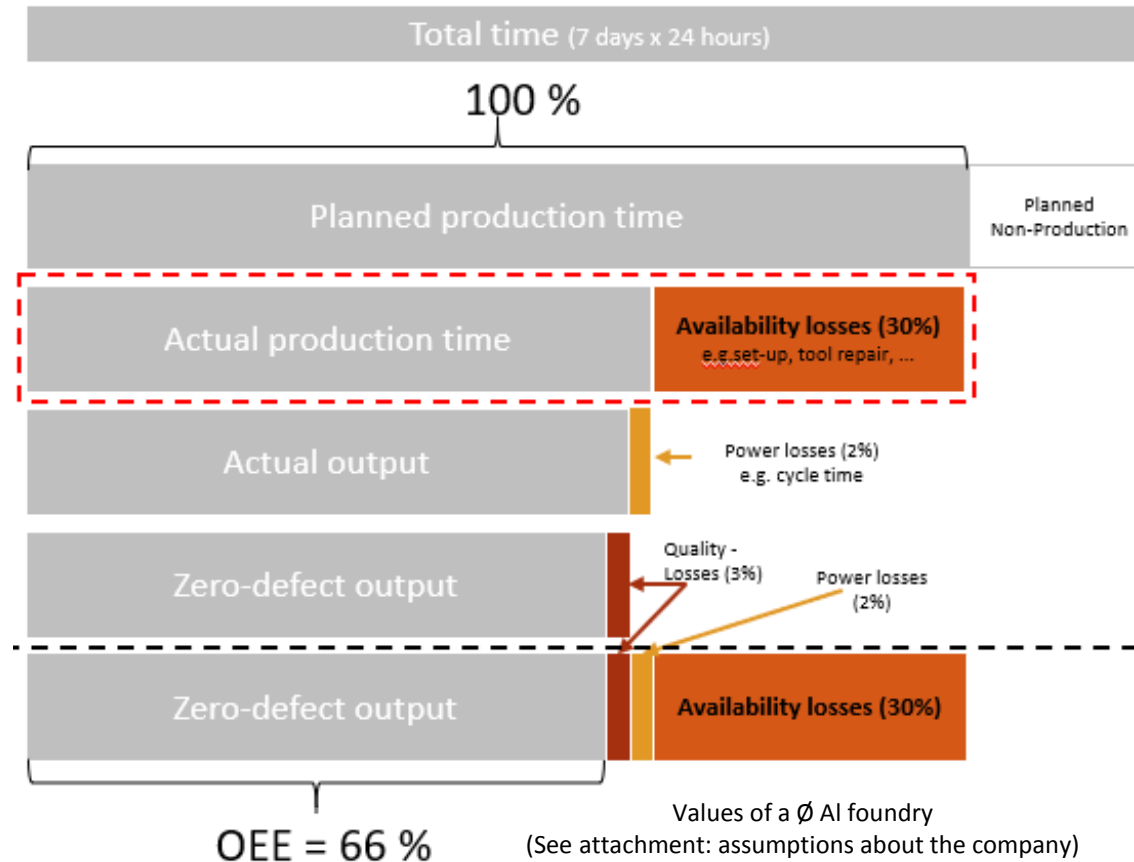 Total time (7 days x 24 hours)
100 %
Planned production time
Planned
Non-Production
Actual production time
Availability losses (30%)
e.g.set-up, tool repair, ...
Actual output
Power losses (2%)
e.g. cycle time
Zero-defect output
Quality -
Losses (3%)
Power losses
(2%)
Zero-defect output
Availability losses (30%)
OEE = 66 %
Values of a Ø Al foundry
(See attachment: assumptions about the company)